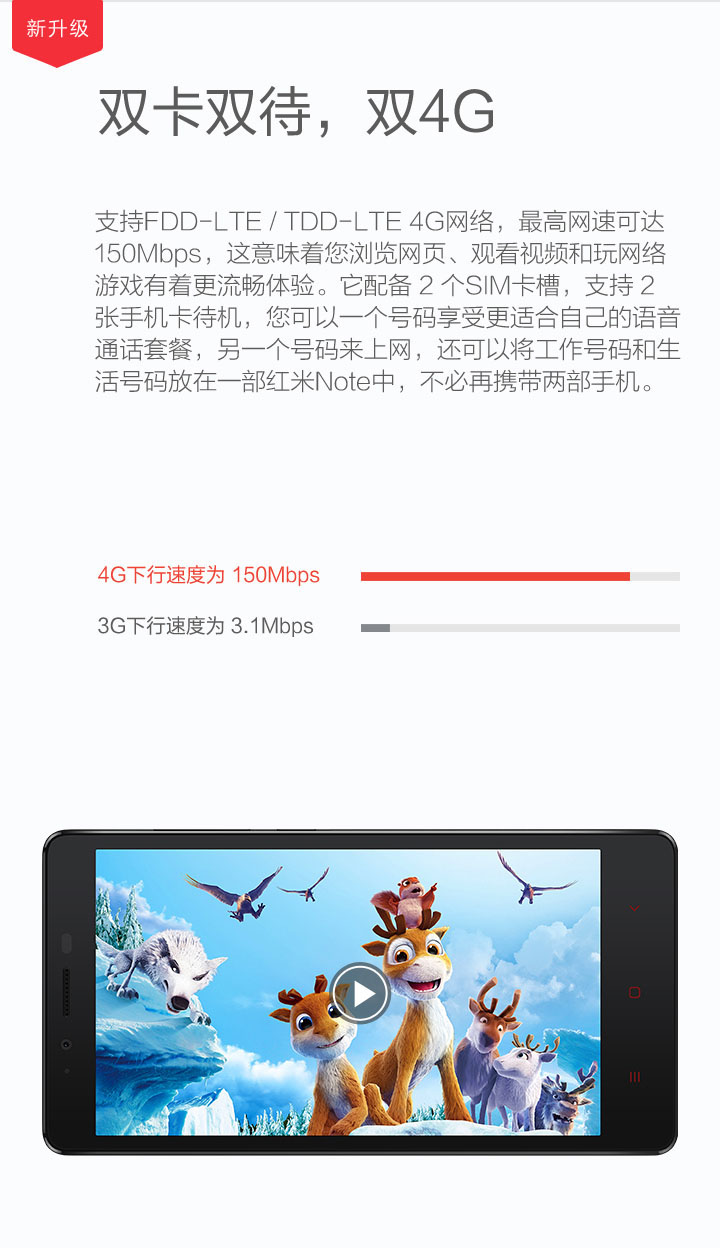 新升级
双卡双待，双4G
支持FDD-LTE / TDD-LTE 4G网络，最高网速可达
150Mbps，这意味着您浏览网页、观看视频和玩网络
游戏有着更流畅体验。它配备 2 个SIM卡槽，支持 2
张手机卡待机，您可以一个号码享受更适合自己的语音
通话套餐，另一个号码来上网，还可以将工作号码和生
活号码放在一部红米Note中，不必再携带两部手机。
4G下行速度为 150Mbps
3G下行速度为 3.1Mbps